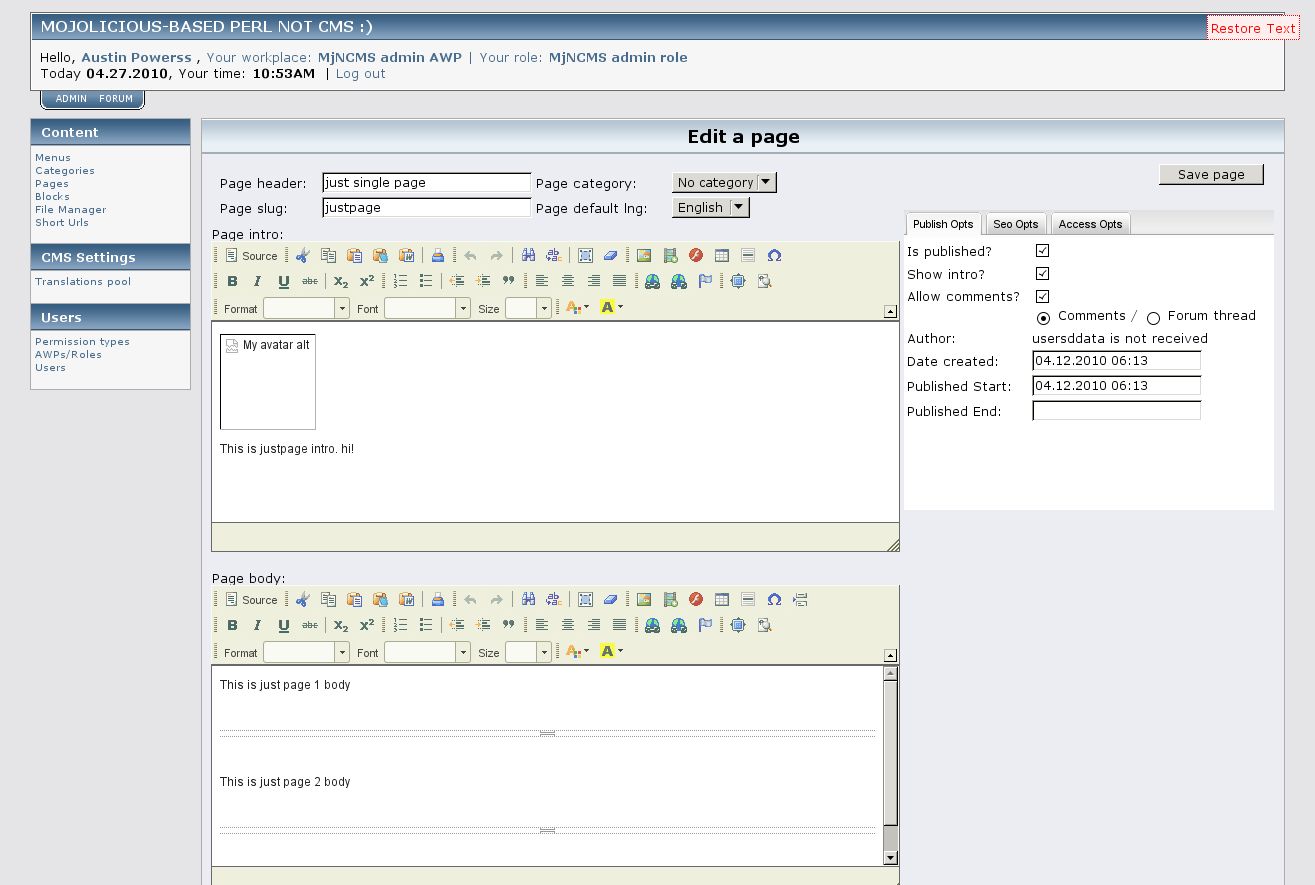 MOJOLICIOUS-BASED PERL NOT CMS :)
Restore Text
Hello, Austin Powerss , Your workplace: MjNCMS admin AWP | Your role: MjNCMS admin role
Today 04.27.2010, Your time: 10:53AM | Log out
ADMIN FORUM
Content
Menus
Categories
Pages
Blocks
File Manager
Short Urls
CMS Settings
Translations pool
Users
Permission types
AWPs/Roles
Users
Edit a page
Page header: just single page Page category: No category
Page slug: justpage Page default lng: English
Save page
Page intro:
Source
B I U abc X2 X2
Format Font Size A A
My avatar alt
This is justpage intro. hi!
Page body:
Source
B I U abc X2 X2
Format Font Size A A
This is just page 1 body
This is just page 2 body
Publish Opts Seo Opts Access Opts
Is published?
Show intro?
Allow comments?
Comments / Forum thread
Author: usersddata is not received
Date created: 04.12.2010 06:13
Published Start: 04.12.2010 06:13
Published End: